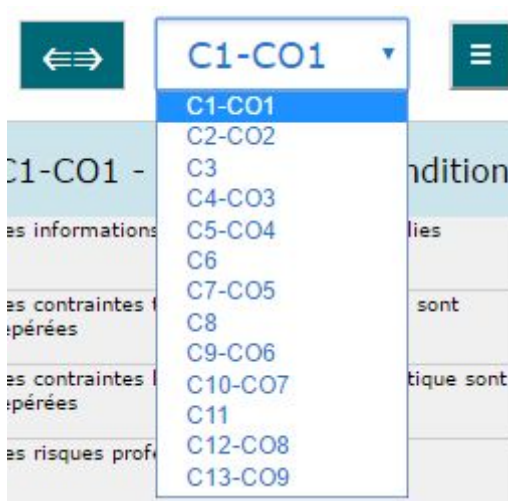 C1-CO1
C1-CO1
C2-CO2
C3
C4-CO3
C5-CO4
C6
C7-CO5
C8
C9-CO6
C10-CO7
C11
C12-CO8
C13-CO9
C1-CO1 - ndition
es informations lies
es contraintes t sont
epérées
es contraintes l tique sont
epérées
es risques profe